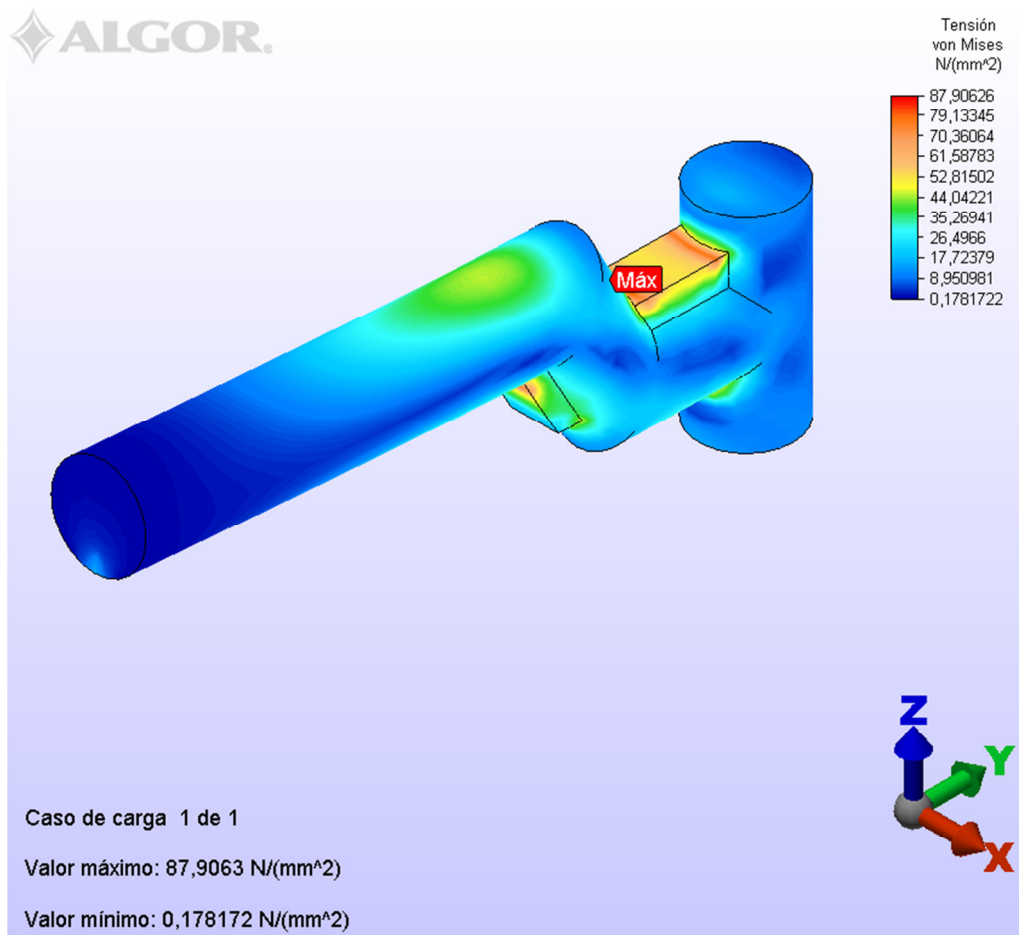 ALGOR®
Tensión
von Mises
N/(mm^2)
87,90626
79,13345
70,36064
61,58783
52,81502
44,04221
35,26941
26,4966
17,72379
8,950981
0,1781722
Máx
Z
Y
X
Caso de carga 1 de 1
Valor máximo: 87,9063 N/(mm^2)
Valor mínimo: 0,178172 N/(mm^2)